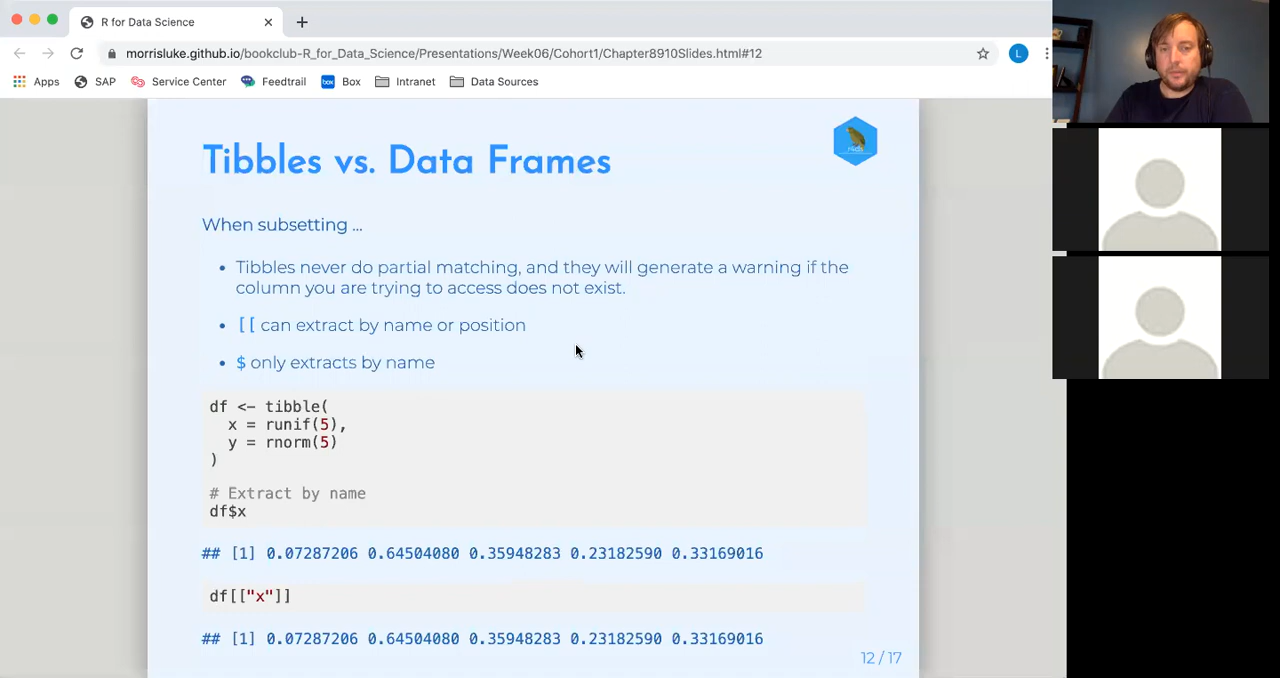 R for Data Science
morrisluke.github.io/bookclub-R_for_Data_Science/Presentations/Week06/Cohort1/Chapter8910Slides.html#12
L
Apps
SAP
Service Center
Feedtrail
box
Box
Intranet
Data Sources
Tibbles vs. Data Frames
When subsetting ...
• Tibbles never do partial matching, and they will generate a warning if the
column you are trying to access does not exist.
• [[ can extract by name or position
• $ only extracts by name
df <- tibble(
x = runif(5),
y = rnorm(5)
)
# Extract by name
df$x
## [1] 0.07287206 0.64504080 0.35948283 0.23182590 0.33169016
df[["x"]]
## [1] 0.07287206 0.64504080 0.35948283 0.23182590 0.33169016
12 / 17